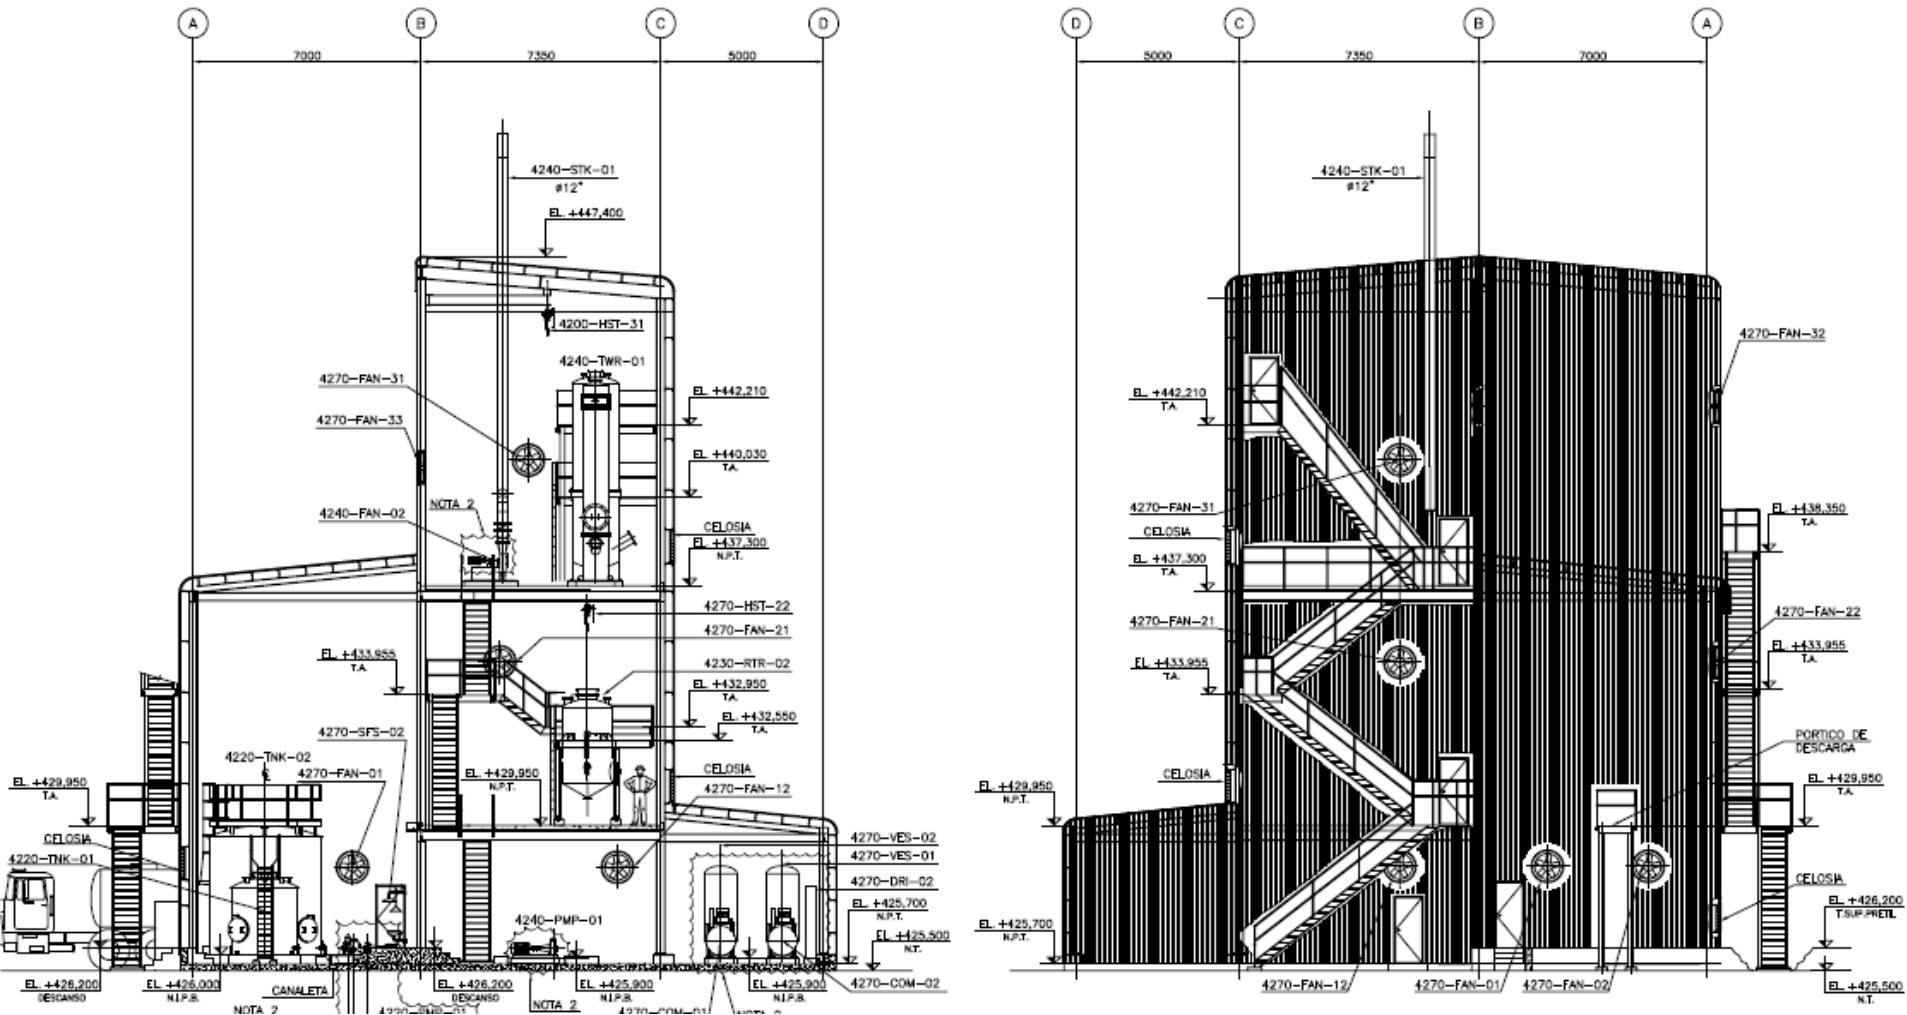 A B C D
7000 7350 5000
4240-STK-01
ø12"
EL. +447,400
4200-HST-31
4240-TWR-01
4270-FAN-31
EL. +442,210
4270-FAN-33
EL. +440,030
T.A.
NOTA 2
4240-FAN-02
CELOSIA
EL. +437,300
N.P.T.
4270-HST-22
4270-FAN-21
EL. +433,955
T.A.
4230-RTR-02
EL. +432,950
T.A.
EL. +432,550
T.A.
4270-SFS-02
4220-TNK-02
4270-FAN-01
EL. +429,950
T.A.
EL. +429,950
N.P.T.
CELOSIA
4270-FAN-12
CELOSIA
4220-TNK-01
4270-VES-02
4270-VES-01
4270-DRI-02
EL. +425,700
N.P.T.
4240-PMP-01
EL. +425,500
N.T.
EL. +426,200
DESCANSO
EL. +426,000
N.I.P.B.
CANALETA
EL. +426,200
DESCANSO
EL. +425,900
N.I.P.B.
EL. +425,900
N.I.P.B.
4270-COM-02
NOTA 2
4220-PMP-01
NOTA 2
4270-COM-01
NOTA 2
D C B A
5000 7350 7000
4240-STK-01
ø12"
4270-FAN-32
EL. +442,210
T.A.
4270-FAN-31
CELOSIA
EL. +438,350
T.A.
EL. +437,300
T.A.
4270-FAN-21
4270-FAN-22
EL. +433,955
T.A.
EL. +433,955
T.A.
PORTICO DE
DESCARGA
CELOSIA
EL. +429,950
N.P.T.
EL. +429,950
T.A.
CELOSIA
EL. +426,200
T.SUP.PRETIL
EL. +425,700
N.P.T.
4270-FAN-12
4270-FAN-01
4270-FAN-02
EL. +425,500
N.T.